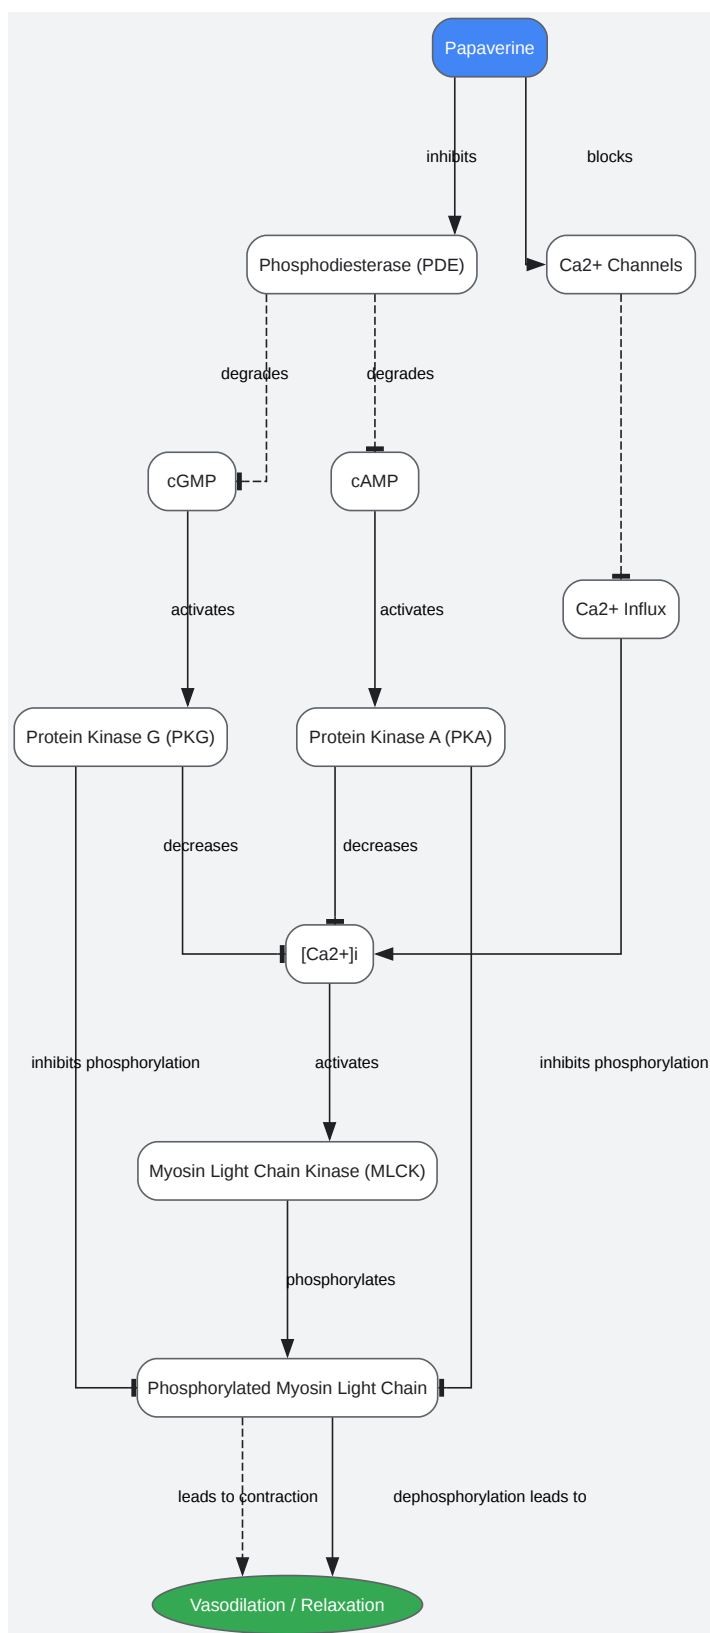 Papaverine
inhibits
blocks
Phosphodiesterase (PDE)
Ca2+ Channels
degrades
degrades
cGMP
cAMP
activates
activates
Ca2+ Influx
Protein Kinase G (PKG)
Protein Kinase A (PKA)
decreases
decreases
[Ca2+]i
inhibits phosphorylation
activates
inhibits phosphorylation
Myosin Light Chain Kinase (MLCK)
phosphorylates
Phosphorylated Myosin Light Chain
leads to contraction
dephosphorylation leads to
Vasodilation / Relaxation